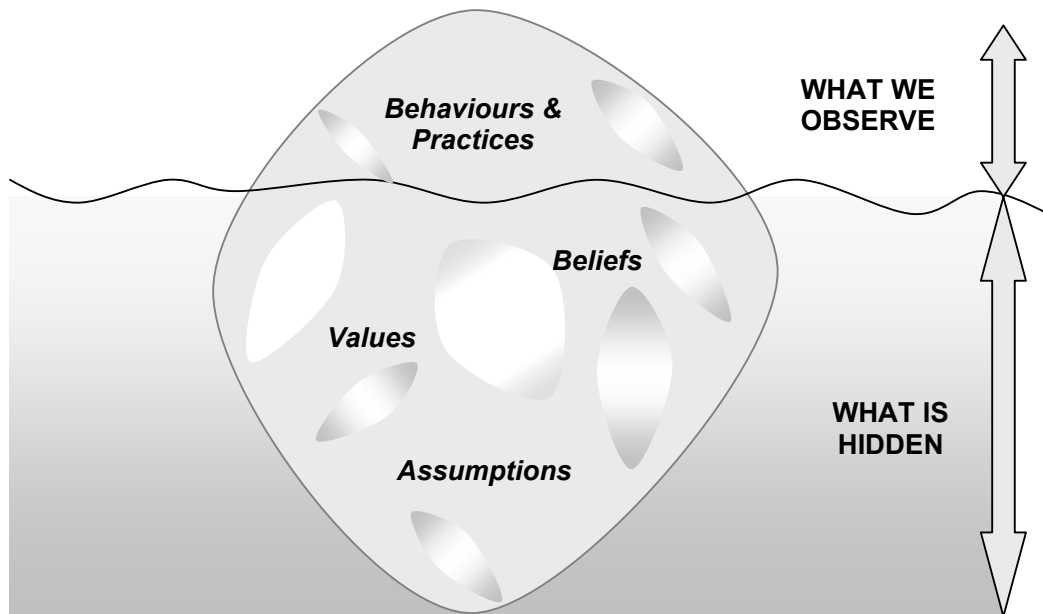 Behaviours &
Practices
WHAT WE
OBSERVE
Beliefs
Values
WHAT IS
HIDDEN
Assumptions